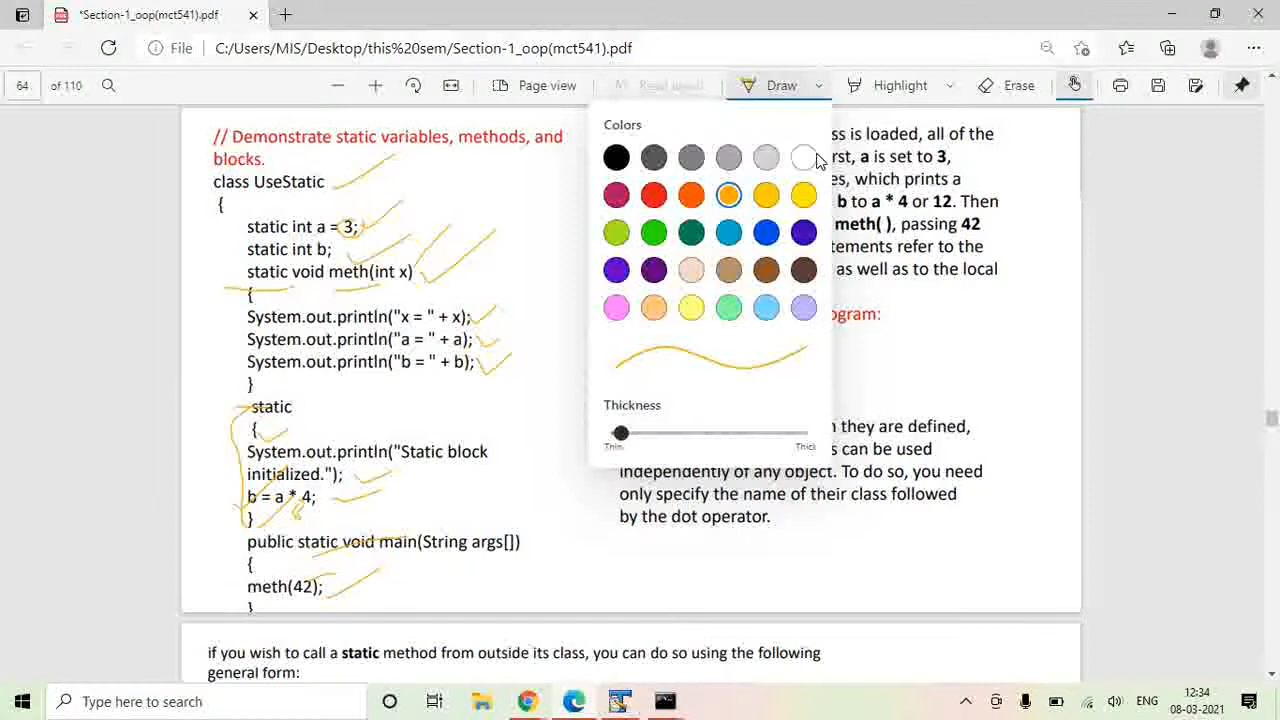 *Section-1_oop(mct541).pdf
File
C:/Users/MIS/Desktop/this%20sem/Section-1_oop(mct541).pdf
64 of 110
Page view
Read aloud
Draw
Highlight
Erase
// Demonstrate static variables, methods, and
blocks.
class UseStatic
{
static int a = 3;
static int b;
static void meth(int x)
{
System.out.println("x = " + x);
System.out.println("a = " + a);
System.out.println("b = " + b);
}
static
{
System.out.println("Static block
initialized.");
b = a * 4;
}
public static void main(String args[])
{
meth(42);
}
Colors
Thickness
Thin
Thick
ss is loaded, all of the
rst, a is set to 3,
es, which prints a
b to a * 4 or 12. Then
meth( ), passing 42
tements refer to the
as well as to the local
ogram:
n they are defined,
s can be used
independently of any object. To do so, you need
only specify the name of their class followed
by the dot operator.
if you wish to call a static method from outside its class, you can do so using the following
general form:
Type here to search
ENG
12:34
08-03-2021